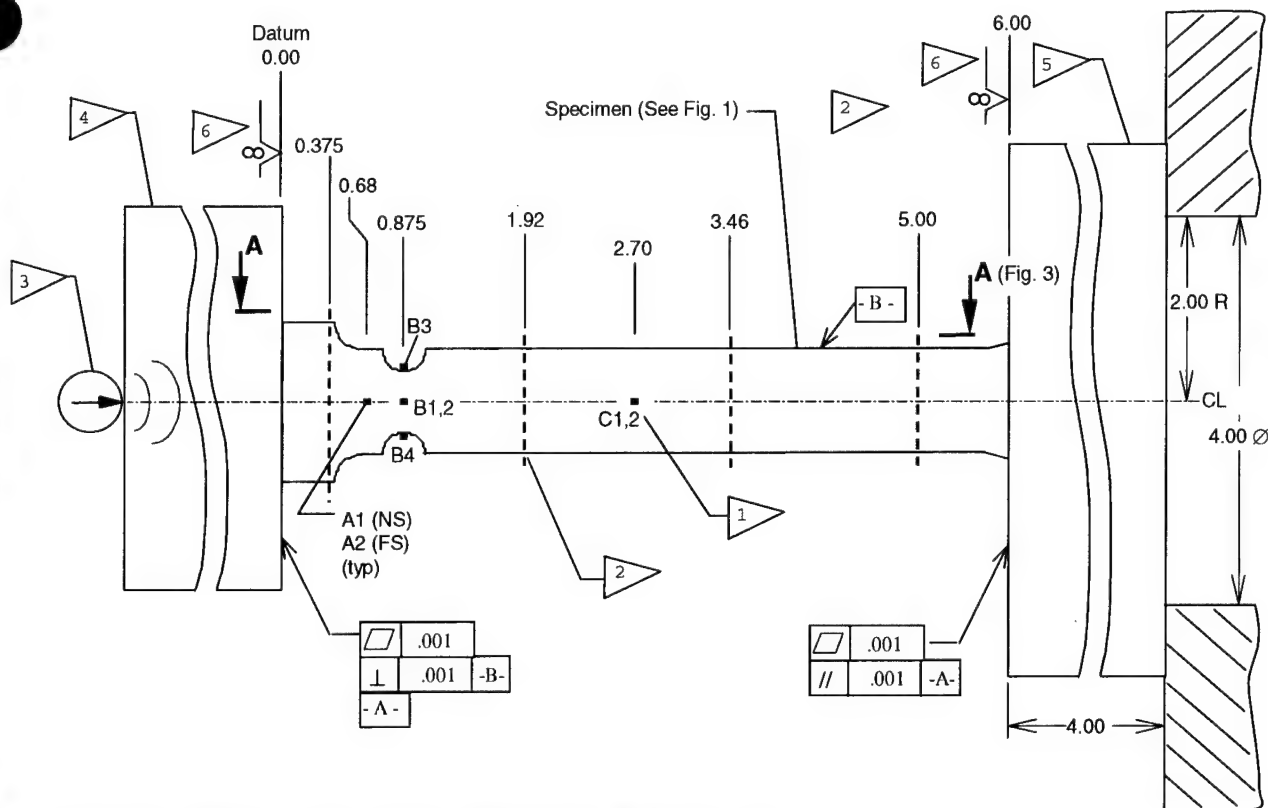 Datum
0.00
6.00
4
6
6
5
2
Specimen (See Fig. 1)
8
8
0.375
0.68
0.875
1.92
2.70
3.46
5.00
A
A (Fig. 3)
3
B3
- B -
2.00 R
B1,2
C1,2
CL
4.00 Ø
B4
A1 (NS)
A2 (FS)
(typ)
1
2
.001
⊥ .001 -B-
- A -
.001
// .001 -A-
4.00